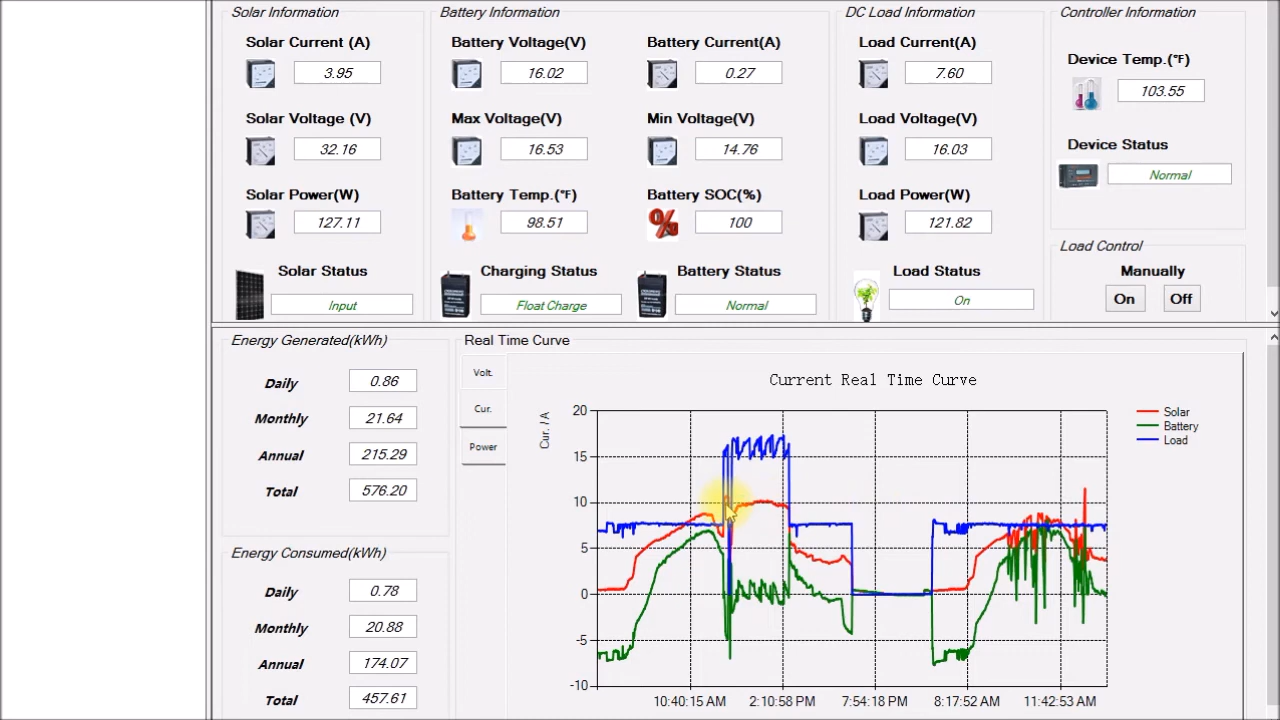 Solar Information
Solar Current (A)
3.95
Solar Voltage (V)
32.16
Solar Power(W)
127.11
Solar Status
Input
Battery Information
Battery Voltage(V)
16.02
Battery Current(A)
0.27
Max Voltage(V)
16.53
Min Voltage(V)
14.76
Battery Temp.(°F)
98.51
Battery SOC(%)
%
100
Charging Status
Float Charge
Battery Status
Normal
DC Load Information
Load Current(A)
7.60
Load Voltage(V)
16.03
Load Power(W)
121.82
Load Status
On
Controller Information
Device Temp.(°F)
103.55
Device Status
Normal
Load Control
Manually
On Off
Energy Generated(kWh)
Daily 0.86
Monthly 21.64
Annual 215.29
Total 576.20
Energy Consumed(kWh)
Daily 0.78
Monthly 20.88
Annual 174.07
Total 457.61
Real Time Curve
Volt.
Cur.
Power
Current Real Time Curve
Cur. / A
20
15
10
5
0
-5
-10
10:40:15 AM 2:10:58 PM 7:54:18 PM 8:17:52 AM 11:42:53 AM
Solar
Battery
Load